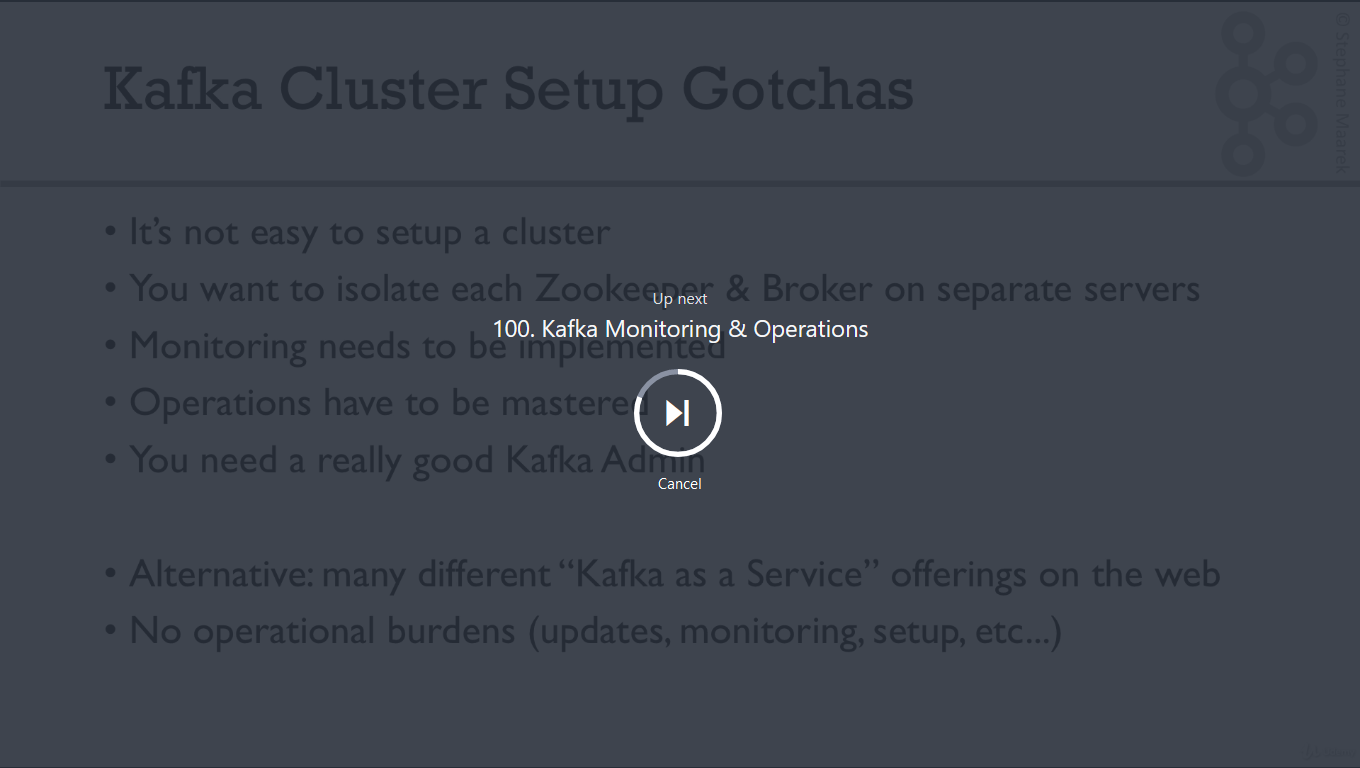 Kafka Cluster Setup Gotchas
© Stephane Maarek
• It's not easy to setup a cluster
• You want to isolate each Zookeeper & Broker on separate servers
Up next
100. Kafka Monitoring & Operations
• Monitoring needs to be implemented
• Operations have to be mastered
• You need a really good Kafka Admin
Cancel
• Alternative: many different “Kafka as a Service” offerings on the web
• No operational burdens (updates, monitoring, setup, etc...)